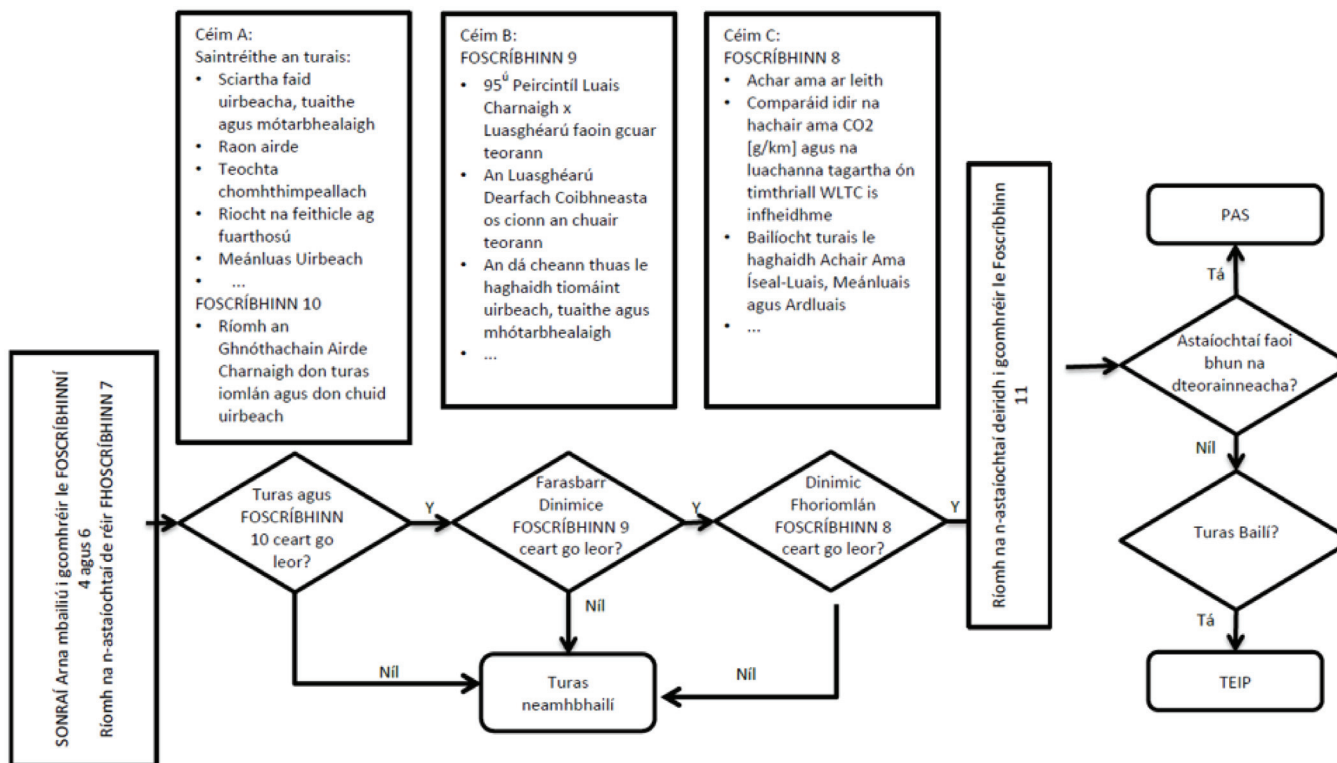 SONRAÍ Arna mbailiú i gcomhréir le FOSCRÍBHINNÍ
4 agus 6
Ríomh na n-astaíochtaí de réir FHOSCRÍBHINN 7
Céim A:
Saintréithe an turais:
• Sciartha faid
uirbeacha, tuaithe
agus mótarbhealaigh
• Raon airde
• Teochta
chomhthimpeallach
• Riocht na feithicle ag
fuarthosú
• Meánluas Uirbeach
• ...
FOSCRÍBHINN 10
• Ríomh an
Ghnóthachain Airde
Charnaigh don turas
iomlán agus don chuid
uirbeach
Céim B:
FOSCRÍBHINN 9
• 95ú Peircintíl Luais
Charnaigh x
Luasghéarú faoin gcuar
teorann
• An Luasghéarú
Dearfach Coibhneasta
os cionn an chuair
teorann
• An dá cheann thuas le
haghaidh tiomáint
uirbeach, tuaithe agus
mhótarbhealaigh
• ...
Céim C:
FOSCRÍBHINN 8
• Achar ama ar leith
• Comparáid idir na
hachair ama CO2
[g/km] agus na
luachanna tagartha ón
timthriall WLTC is
infheidhme
• Bailíocht turais le
haghaidh Achair Ama
Íseal-Luais, Meánluais
agus Ardluais
• ...
Turas agus
FOSCRÍBHINN
10 ceart go
leor?
Y
Níl
Farasbarr
Dinimice
FOSCRÍBHINN 9
ceart go leor?
Y
Níl
Dinimic
Fhoriomlán
FOSCRÍBHINN 8
ceart go leor?
Y
Níl
Turas
neamhbhailí
Ríomh na n-astaíochtaí deiridh i gcomhréir le Foscríbhinn
11
PAS
Tá
Astaíochtaí faoi
bhun na
dteorainneacha?
Níl
Turas Bailí?
Tá
TEIP